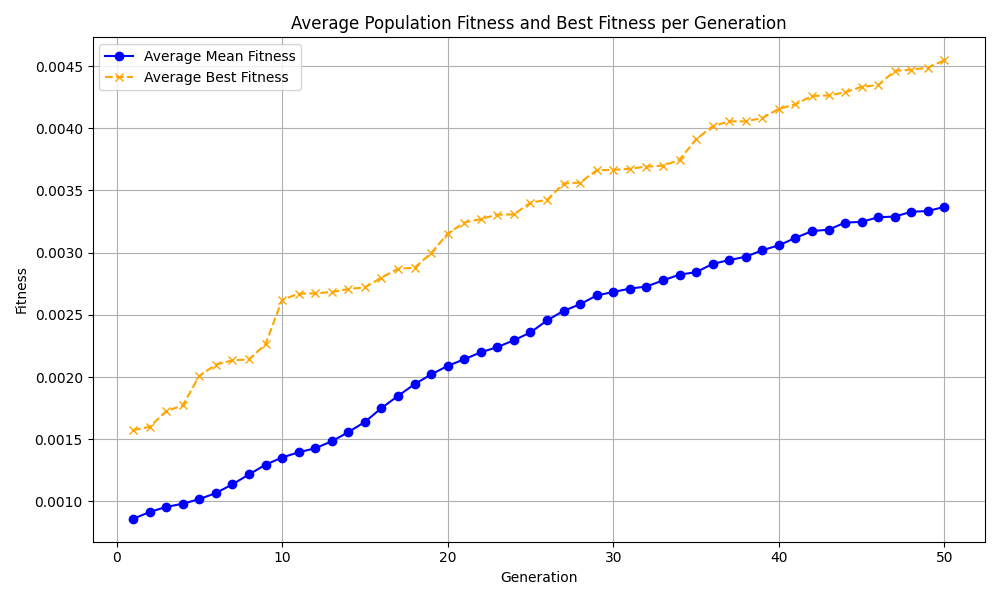 Average Population Fitness and Best Fitness per Generation
Average Mean Fitness
Average Best Fitness
0.0045
0.0040
0.0035
0.0030
0.0025
0.0020
0.0015
0.0010
Fitness
0 10 20 30 40 50
Generation